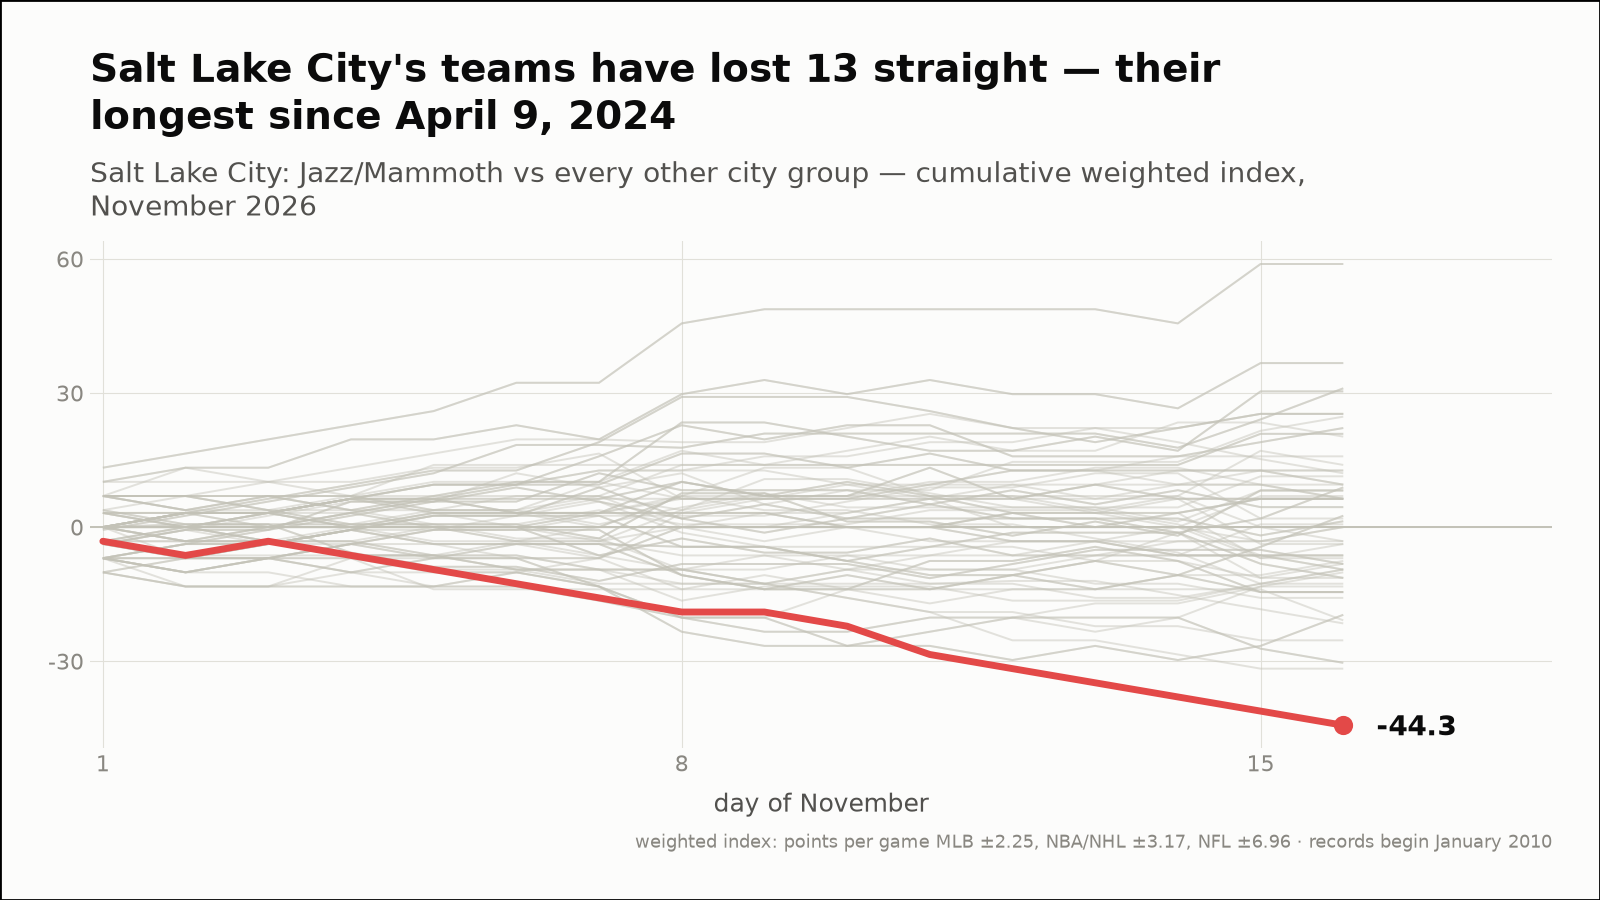 Salt Lake City's teams have lost 13 straight — their
longest since April 9, 2024
Salt Lake City: Jazz/Mammoth vs every other city group — cumulative weighted index,
November 2026
60
30
0
-30
-44.3
1
8
15
day of November
weighted index: points per game MLB ±2.25, NBA/NHL ±3.17, NFL ±6.96 · records begin January 2010